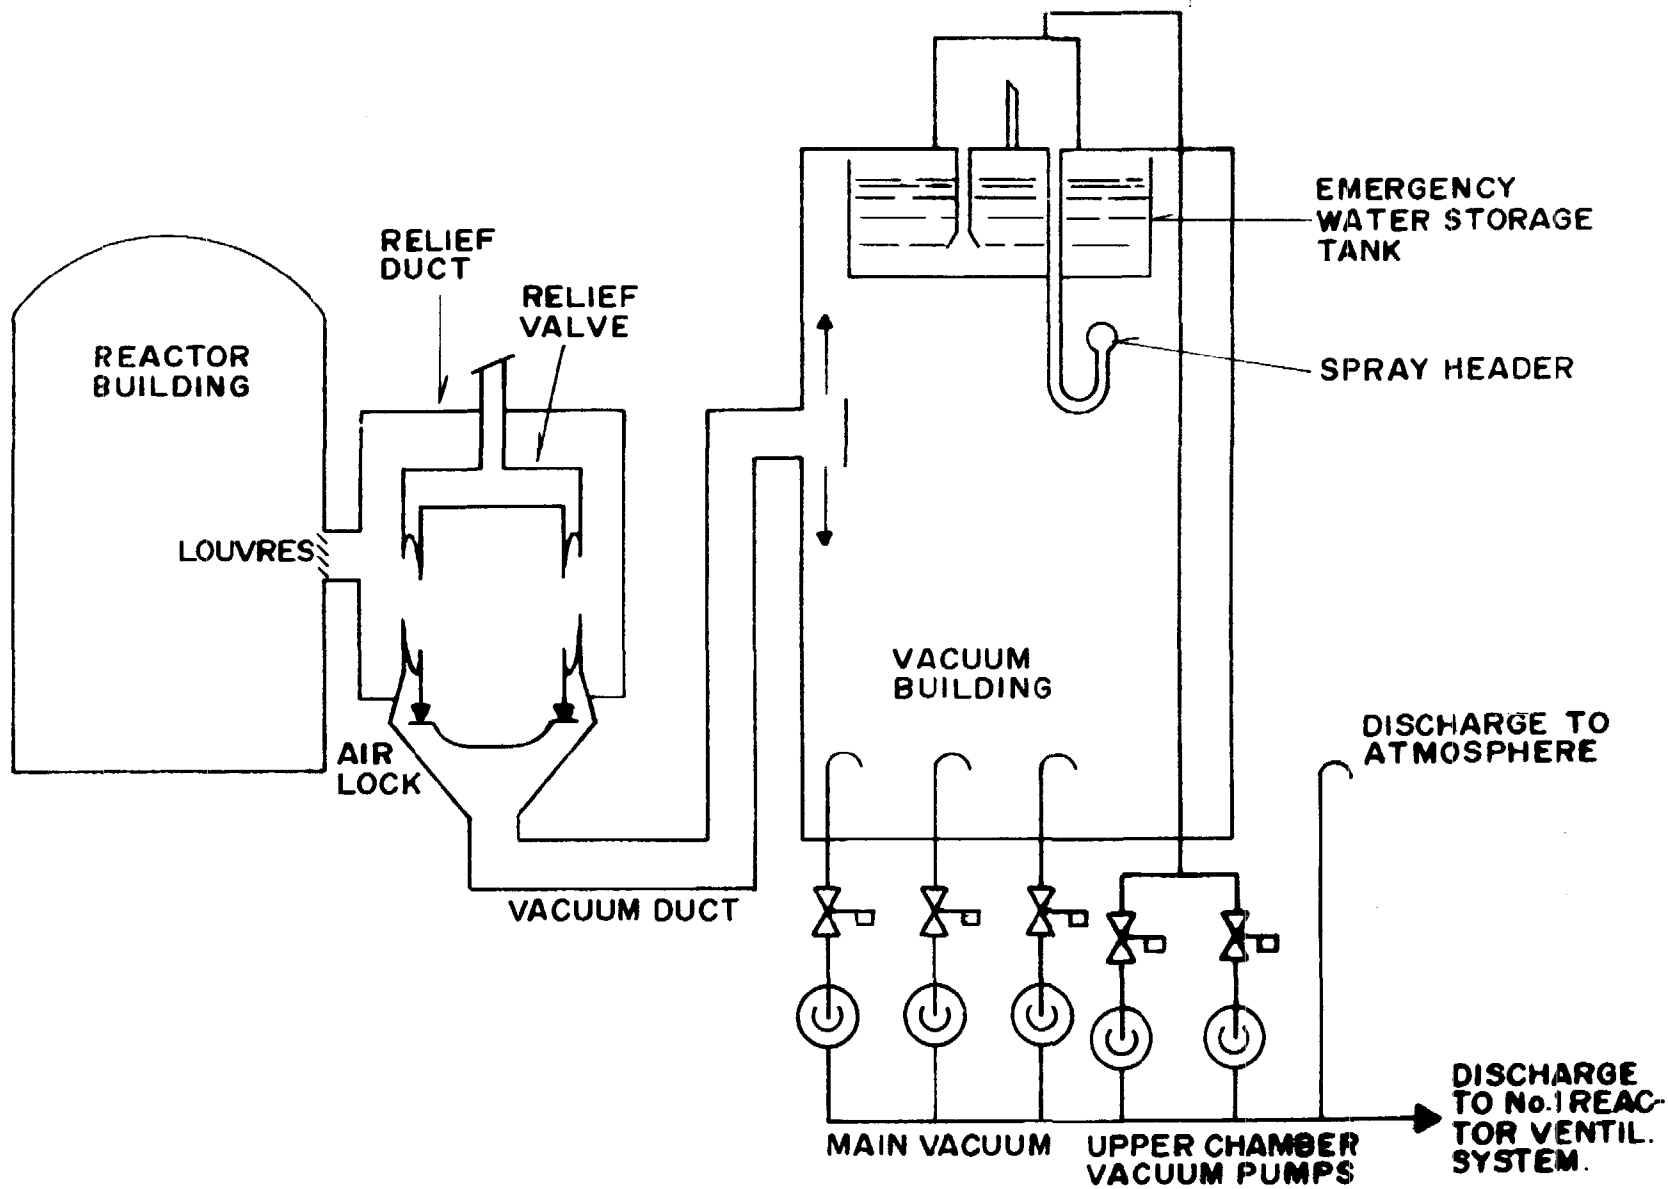 RELIEF
DUCT
RELIEF
VALVE
REACTOR
BUILDING
LOUVRES
AIR
LOCK
VACUUM DUCT
EMERGENCY
WATER STORAGE
TANK
SPRAY HEADER
VACUUM
BUILDING
DISCHARGE TO
ATMOSPHERE
MAIN VACUUM
UPPER CHAMBER
VACUUM PUMPS
DISCHARGE
TO No.1 REAC-
TOR VENTIL.
SYSTEM.